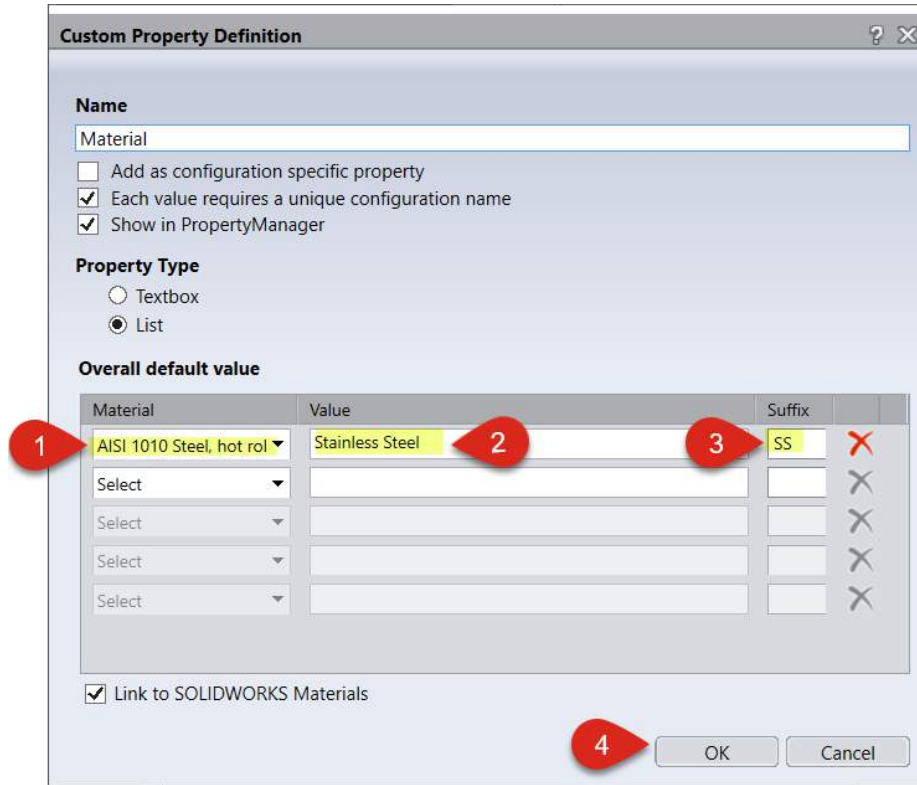 Custom Property Definition
Name
Material
Add as configuration specific property
Each value requires a unique configuration name
Show in PropertyManager
Property Type
Textbox
List
Overall default value
Material Value Suffix
1 AISI 1010 Steel, hot rol Stainless Steel 2 3 SS
Select
Select
Select
Select
Link to SOLIDWORKS Materials
4 OK Cancel